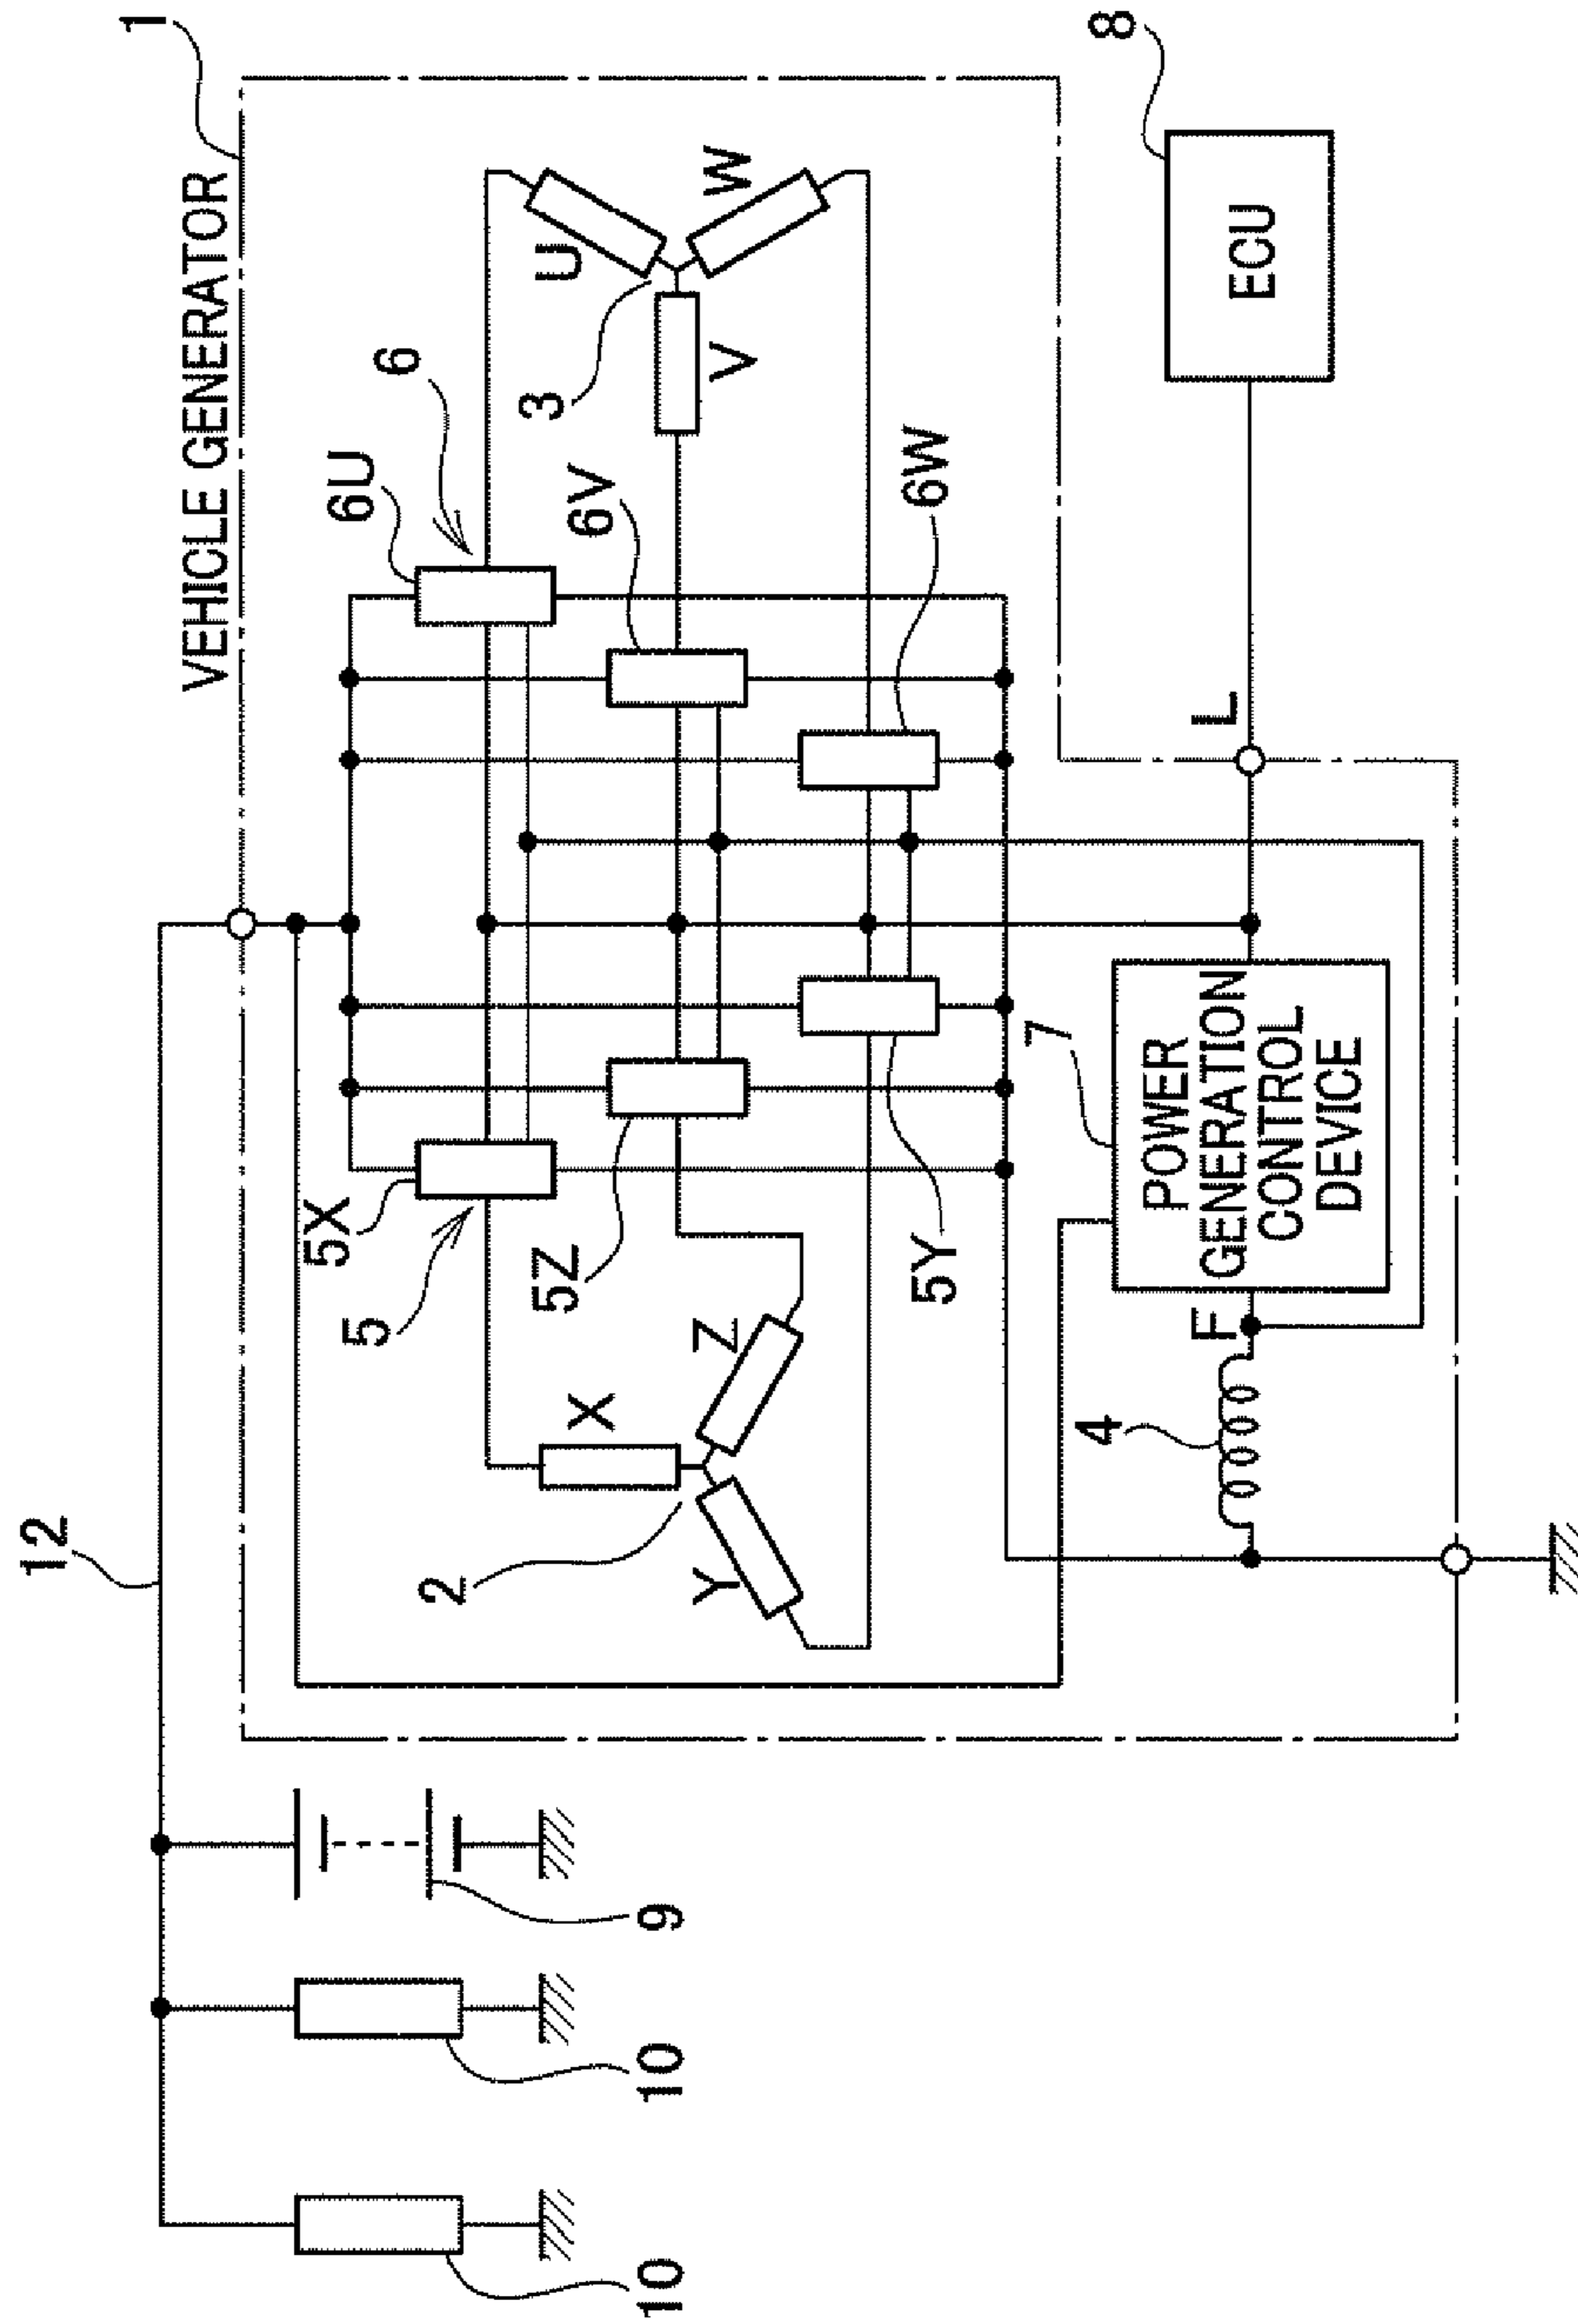 VEHICLE GENERATOR
1
12
6
6U
5X
5
3
U
W
V
6V
6W
5Z
5Y
X
Z
Y
2
9
10
10
8
ECU
L
7
POWER
GENERATION
CONTROL
DEVICE
F
4